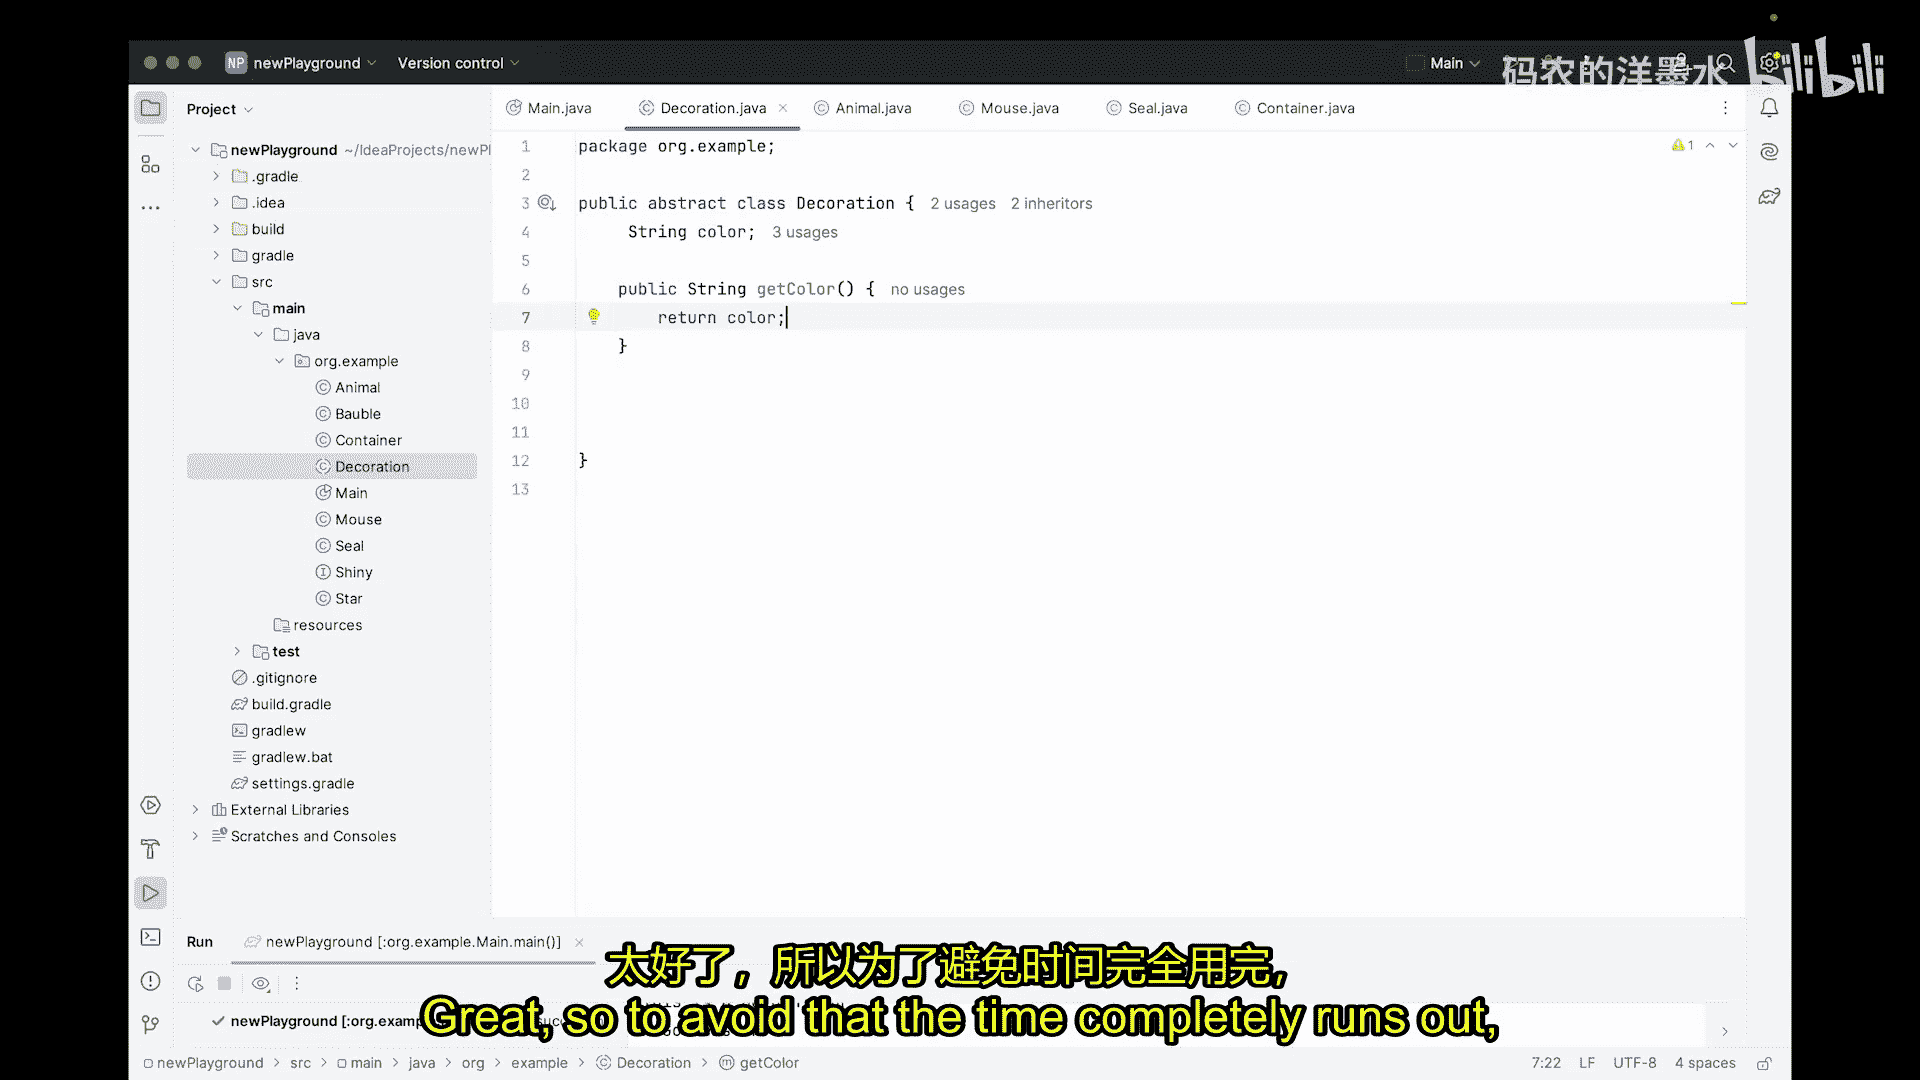 NP newPlayground Version control Main
码农的洋墨水 bilibili
Project
Main.java Decoration.java Animal.java Mouse.java Seal.java Container.java
newPlayground ~/IdeaProjects/newPl
.gradle
.idea
build
gradle
src
main
java
org.example
Animal
Bauble
Container
Decoration
Main
Mouse
Seal
Shiny
Star
resources
test
.gitignore
build.gradle
gradlew
gradlew.bat
settings.gradle
External Libraries
Scratches and Consoles
1 package org.example;
2
3 public abstract class Decoration { 2 usages 2 inheritors
4 String color; 3 usages
5
6 public String getColor() { no usages
7 return color;
8 }
9
10
11
12 }
13
1
Run newPlayground [:org.example.Main.main()]
newPlayground [:org.examp
太好了，所以为了避免时间完全用完,
Great, so to avoid that the time completely runs out,
newPlayground > src > main > java > org > example > Decoration > getColor 7:22 LF UTF-8 4 spaces